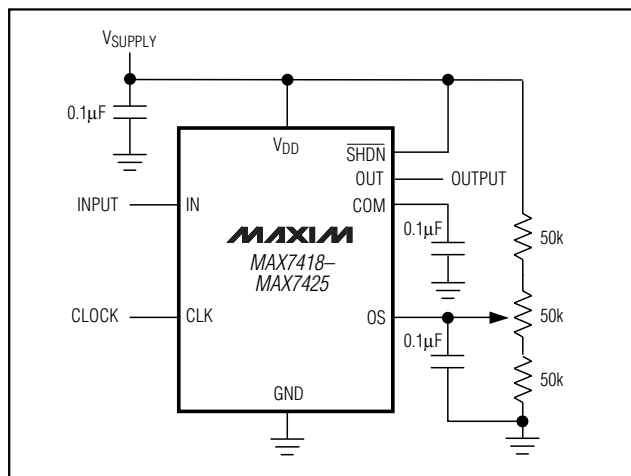 VSUPPLY
0.1µF
VDD
SHDN
OUT
OUTPUT
INPUT
IN
COM
MAXIM
MAX7418–
MAX7425
0.1µF
50k
CLOCK
CLK
OS
50k
0.1µF
50k
GND